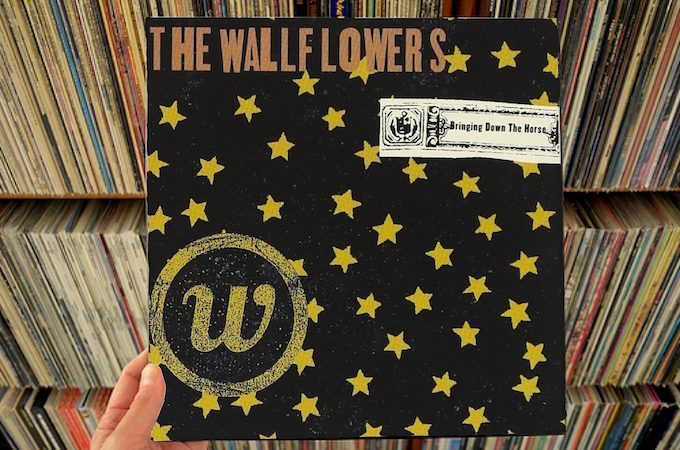 THE WALLFLOWERS
Bringing Down The Horse
w